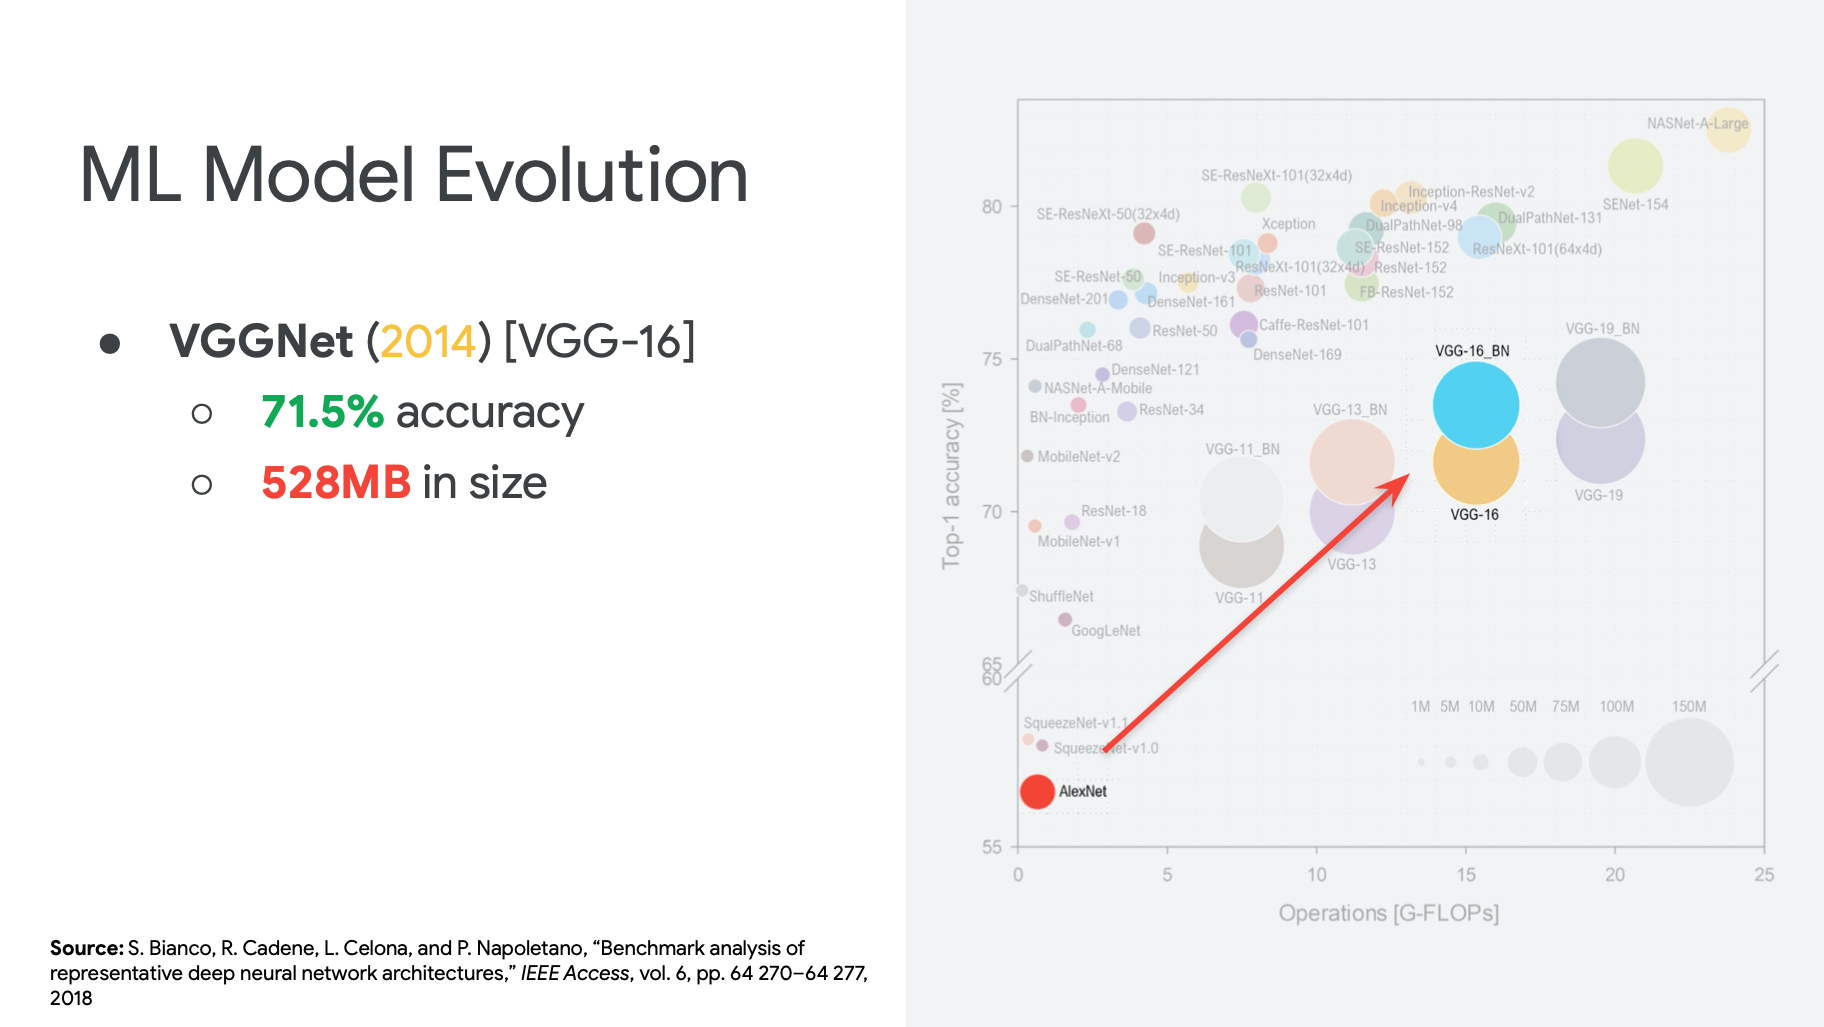 ML Model Evolution
● VGGNet (2014) [VGG-16]
○ 71.5% accuracy
○ 528MB in size
Source: S. Bianco, R. Cadene, L. Celona, and P. Napoletano, “Benchmark analysis of
representative deep neural network architectures,” IEEE Access, vol. 6, pp. 64 270–64 277,
2018
NASNet-A-Large
SE-ResNeXt-101(32x4d)
Inception-ResNet-v2
SENet-154
80
Inception-v4
SE-ResNeXt-50(32x4d)
Xception
DualPathNet-98
DualPathNet-131
SE-ResNet-101
SE-ResNet-152
ResNeXt-101(64x4d)
ResNeXt-101(32x4d)
ResNet-152
SE-ResNet-50
Inception-v3
ResNet-101
FB-ResNet-152
DenseNet-201
DenseNet-161
ResNet-50
Caffe-ResNet-101
VGG-19_BN
DualPathNet-68
DenseNet-169
VGG-16_BN
75
DenseNet-121
NASNet-A-Mobile
BN-Inception
ResNet-34
VGG-13_BN
VGG-11_BN
MobileNet-v2
VGG-19
VGG-16
70
ResNet-18
MobileNet-v1
VGG-13
ShuffleNet
VGG-11
GoogLeNet
65
60
1M 5M 10M 50M 75M 100M 150M
SqueezeNet-v1.1
SqueezeNet-v1.0
AlexNet
55
0 5 10 15 20 25
Operations [G-FLOPs]
Top-1 accuracy [%]